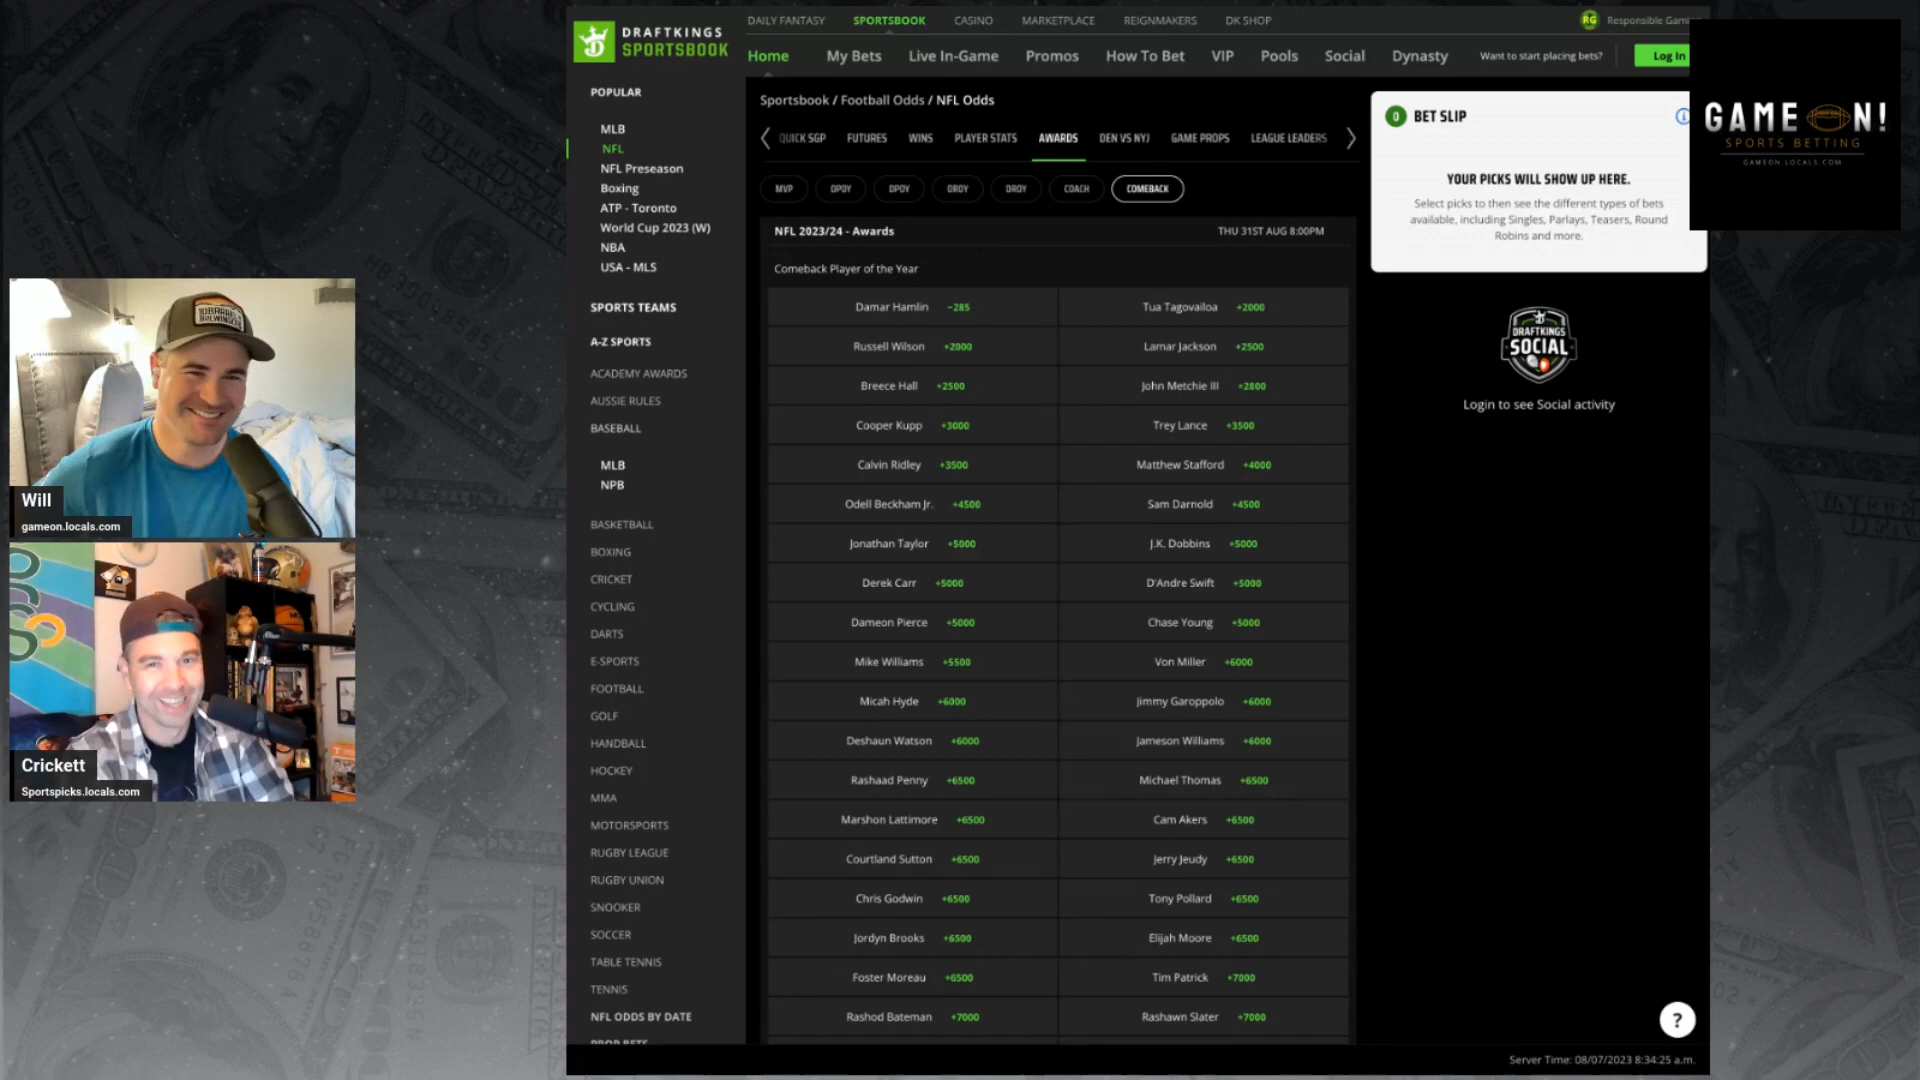 DRAFTKINGS
SPORTSBOOK
DAILY FANTASY SPORTSBOOK CASINO MARKETPLACE REIGNMAKERS DK SHOP
RG Responsible Gami
Home My Bets Live In-Game Promos How To Bet VIP Pools Social Dynasty
Want to start placing bets? Log In
POPULAR
MLB
NFL
NFL Preseason
Boxing
ATP - Toronto
World Cup 2023 (W)
NBA
USA - MLS
SPORTS TEAMS
A-Z SPORTS
ACADEMY AWARDS
AUSSIE RULES
BASEBALL
MLB
NPB
BASKETBALL
BOXING
CRICKET
CYCLING
DARTS
E-SPORTS
FOOTBALL
GOLF
HANDBALL
HOCKEY
MMA
MOTORSPORTS
RUGBY LEAGUE
RUGBY UNION
SNOOKER
SOCCER
TABLE TENNIS
TENNIS
NFL ODDS BY DATE
PROP BETS
Sportsbook / Football Odds / NFL Odds
QUICK SGP FUTURES WINS PLAYER STATS AWARDS DEN VS NYJ GAME PROPS LEAGUE LEADERS
MVP OPOY DPOY OROY DROY COACH COMEBACK
NFL 2023/24 - Awards THU 31ST AUG 8:00PM
Comeback Player of the Year
Damar Hamlin -285 Tua Tagovailoa +2000
Russell Wilson +2000 Lamar Jackson +2500
Breece Hall +2500 John Metchie III +2800
Cooper Kupp +3000 Trey Lance +3500
Calvin Ridley +3500 Matthew Stafford +4000
Odell Beckham Jr. +4500 Sam Darnold +4500
Jonathan Taylor +5000 J.K. Dobbins +5000
Derek Carr +5000 D'Andre Swift +5000
Dameon Pierce +5000 Chase Young +5000
Mike Williams +5500 Von Miller +6000
Micah Hyde +6000 Jimmy Garoppolo +6000
Deshaun Watson +6000 Jameson Williams +6000
Rashaad Penny +6500 Michael Thomas +6500
Marshon Lattimore +6500 Cam Akers +6500
Courtland Sutton +6500 Jerry Jeudy +6500
Chris Godwin +6500 Tony Pollard +6500
Jordyn Brooks +6500 Elijah Moore +6500
Foster Moreau +6500 Tim Patrick +7000
Rashod Bateman +7000 Rashawn Slater +7000
0 BET SLIP
YOUR PICKS WILL SHOW UP HERE.
Select picks to then see the different types of bets
available, including Singles, Parlays, Teasers, Round
Robins and more.
DRAFTKINGS
SOCIAL
Login to see Social activity
?
Server Time: 08/07/2023 8:34:25 a.m.
GAME ON!
SPORTS BETTING
GAMEON.LOCALS.COM
10 BARREL
BREWING CO
Will
gameon.locals.com
Crickett
Sportspicks.locals.com